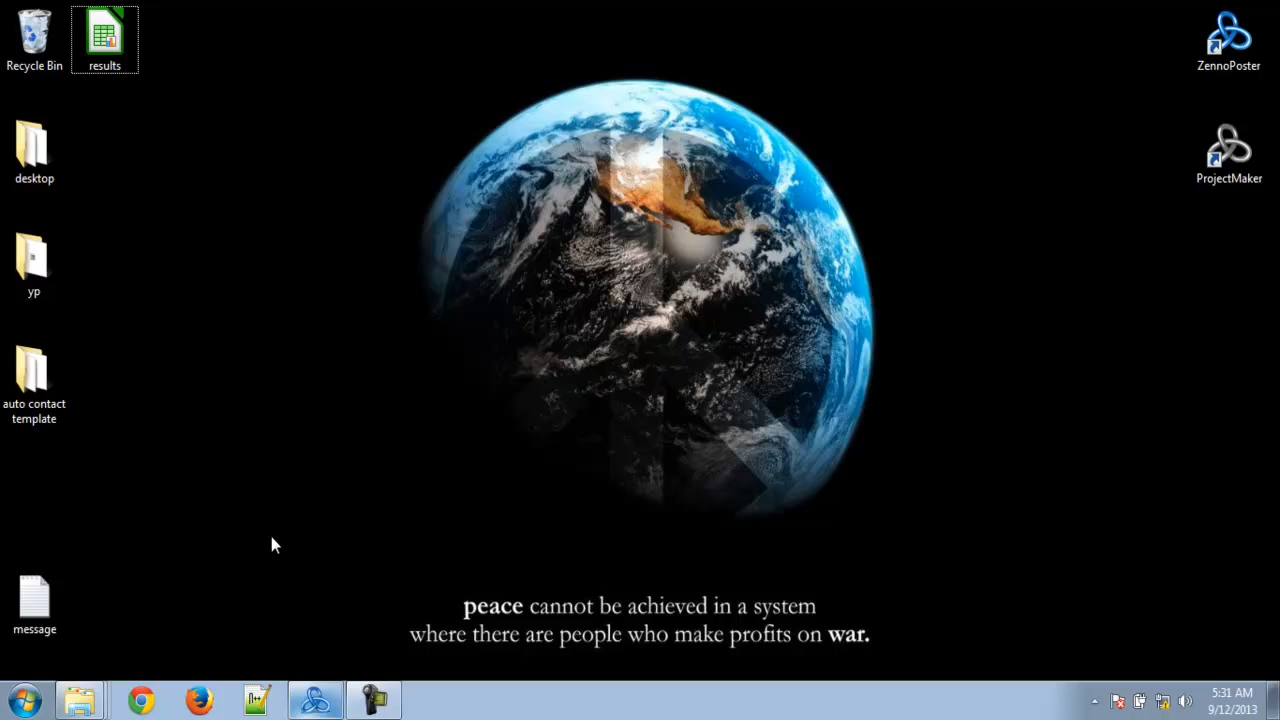 Recycle Bin
results
ZennoPoster
desktop
ProjectMaker
yp
auto contact
template
message
peace cannot be achieved in a system
where there are people who make profits on war.
5:31 AM
9/12/2013